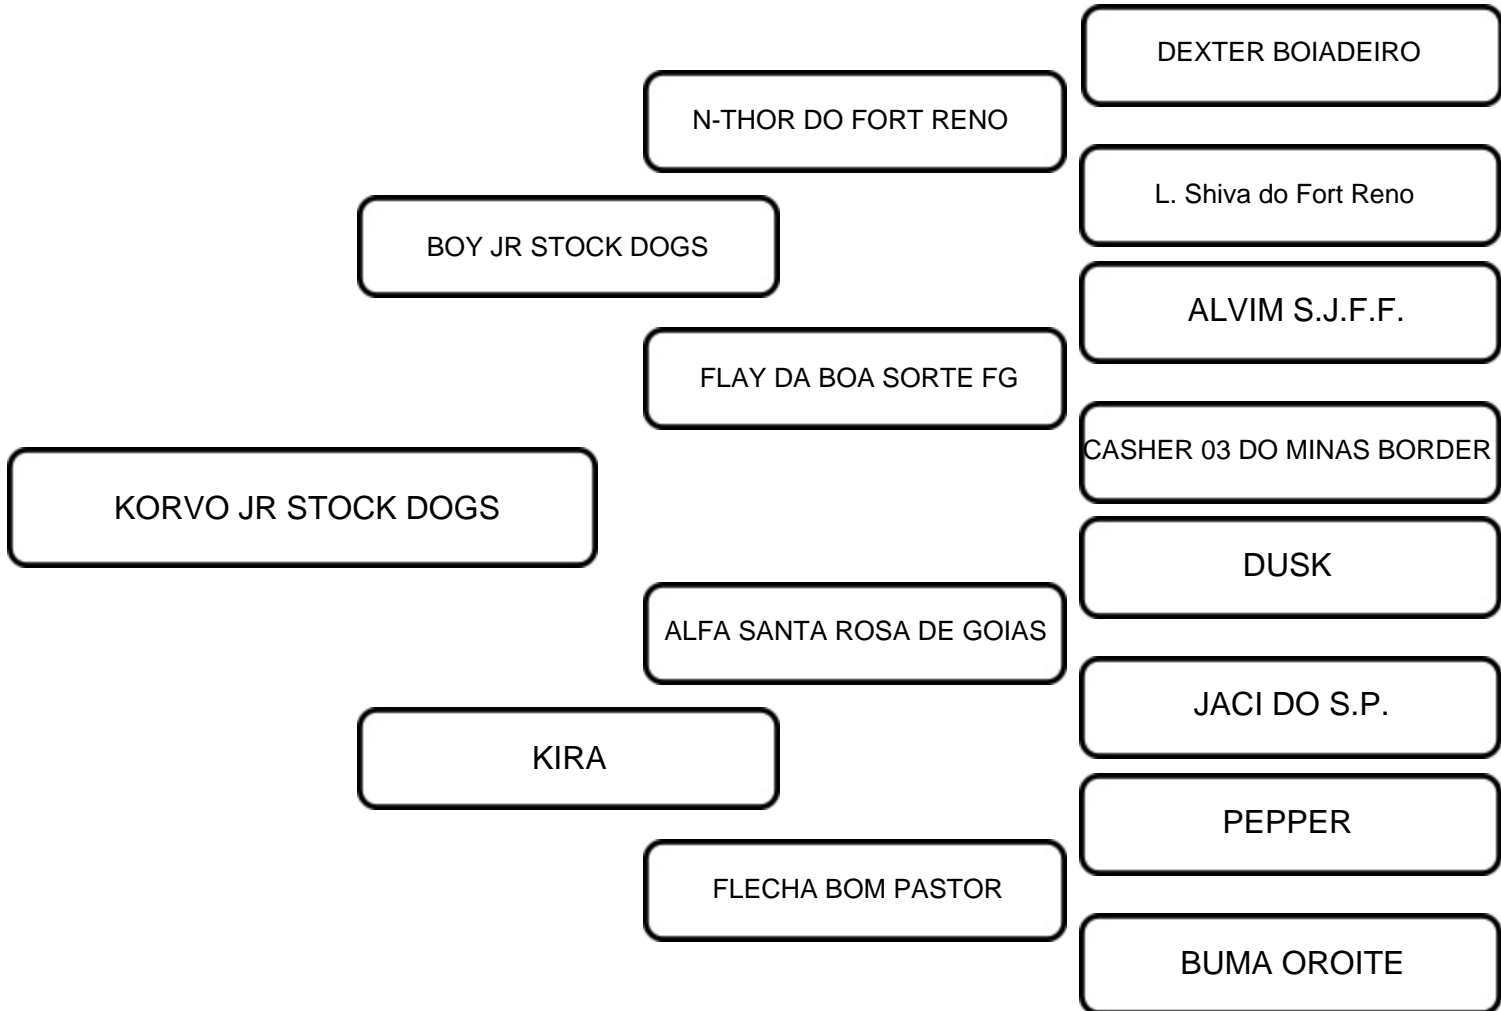 DEXTER BOIADEIRO
N-THOR DO FORT RENO
L. Shiva do Fort Reno
BOY JR STOCK DOGS
ALVIM S.J.F.F.
FLAY DA BOA SORTE FG
CASHER 03 DO MINAS BORDER
KORVO JR STOCK DOGS
DUSK
ALFA SANTA ROSA DE GOIAS
JACI DO S.P.
KIRA
PEPPER
FLECHA BOM PASTOR
BUMA OROITE